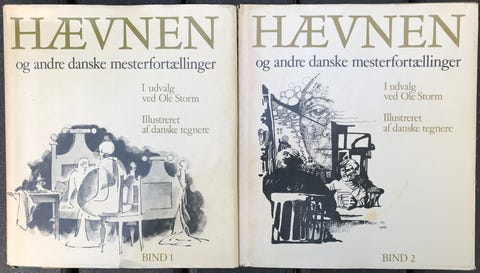 HÆVNEN
og andre danske mesterfortællinger
I udvalg
ved Ole Storm
Illustreret
af danske tegnere
BIND 1
HÆVNEN
og andre danske mesterfortællinger
I udvalg
ved Ole Storm
Illustreret
af danske tegnere
BIND 2